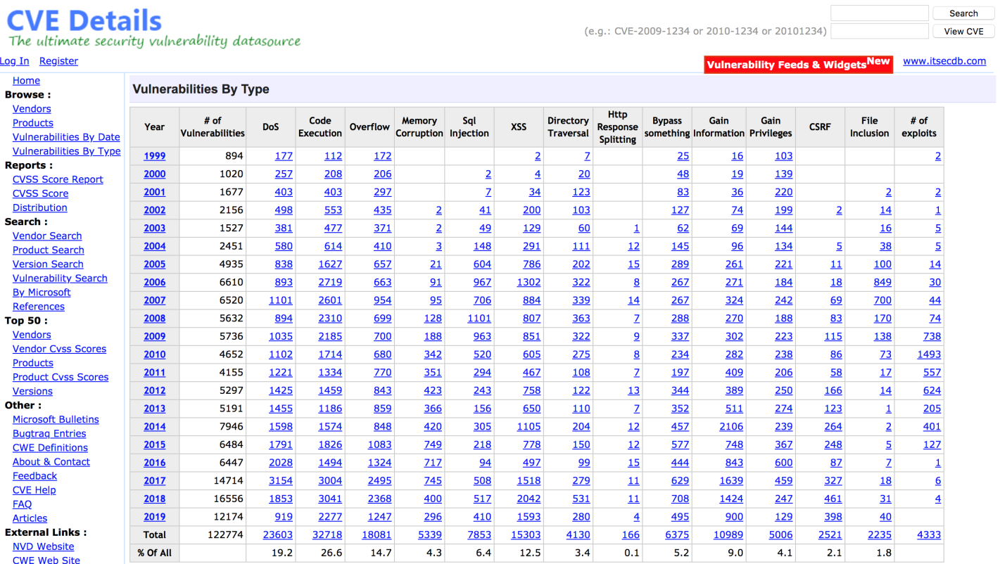 CVE Details
The ultimate security vulnerability datasource
Search
(e.g.: CVE-2009-1234 or 2010-1234 or 20101234)
View CVE
Log In Register
Vulnerability Feeds & Widgets New
www.itsecdb.com
Home
Browse :
Vendors
Products
Vulnerabilities By Date
Vulnerabilities By Type
Reports :
CVSS Score Report
CVSS Score
Distribution
Search :
Vendor Search
Product Search
Version Search
Vulnerability Search
By Microsoft
References
Top 50 :
Vendors
Vendor Cvss Scores
Products
Product Cvss Scores
Versions
Other :
Microsoft Bulletins
Bugtraq Entries
CWE Definitions
About & Contact
Feedback
CVE Help
FAQ
Articles
External Links :
NVD Website
CWE Web Site
Vulnerabilities By Type
Year # of Vulnerabilities DoS Code Execution Overflow Memory Corruption Sql Injection XSS Directory Traversal Http Response Splitting Bypass something Gain Information Gain Privileges CSRF File Inclusion # of exploits
1999 894 177 112 172 2 7 25 16 103 2
2000 1020 257 208 206 2 4 20 48 19 139
2001 1677 403 403 297 7 34 123 83 36 220 2 2
2002 2156 498 553 435 2 41 200 103 127 74 199 2 14 1
2003 1527 381 477 371 2 49 129 60 1 62 69 144 16 5
2004 2451 580 614 410 3 148 291 111 12 145 96 134 5 38 5
2005 4935 838 1627 657 21 604 786 202 15 289 261 221 11 100 14
2006 6610 893 2719 663 91 967 1302 322 8 267 271 184 18 849 30
2007 6520 1101 2601 954 95 706 884 339 14 267 324 242 69 700 44
2008 5632 894 2310 699 128 1101 807 363 7 288 270 188 83 170 74
2009 5736 1035 2185 700 188 963 851 322 9 337 302 223 115 138 738
2010 4652 1102 1714 680 342 520 605 275 8 234 282 238 86 73 1493
2011 4155 1221 1334 770 351 294 467 108 7 197 409 206 58 17 557
2012 5297 1425 1459 843 423 243 758 122 13 344 389 250 166 14 624
2013 5191 1455 1186 859 366 156 650 110 7 352 511 274 123 1 205
2014 7946 1598 1574 848 420 305 1105 204 12 457 2106 239 264 2 401
2015 6484 1791 1826 1083 749 218 778 150 12 577 748 367 248 5 127
2016 6447 2028 1494 1324 717 94 497 99 15 444 843 600 87 7 1
2017 14714 3154 3004 2495 745 508 1518 279 11 629 1639 459 327 18 6
2018 16556 1853 3041 2368 400 517 2042 531 11 708 1424 247 461 31 4
2019 12174 919 2277 1247 296 410 1593 280 4 495 900 129 398 40
Total 122774 23603 32718 18081 5339 7853 15303 4130 166 6375 10989 5006 2521 2235 4333
% Of All 19.2 26.6 14.7 4.3 6.4 12.5 3.4 0.1 5.2 9.0 4.1 2.1 1.8